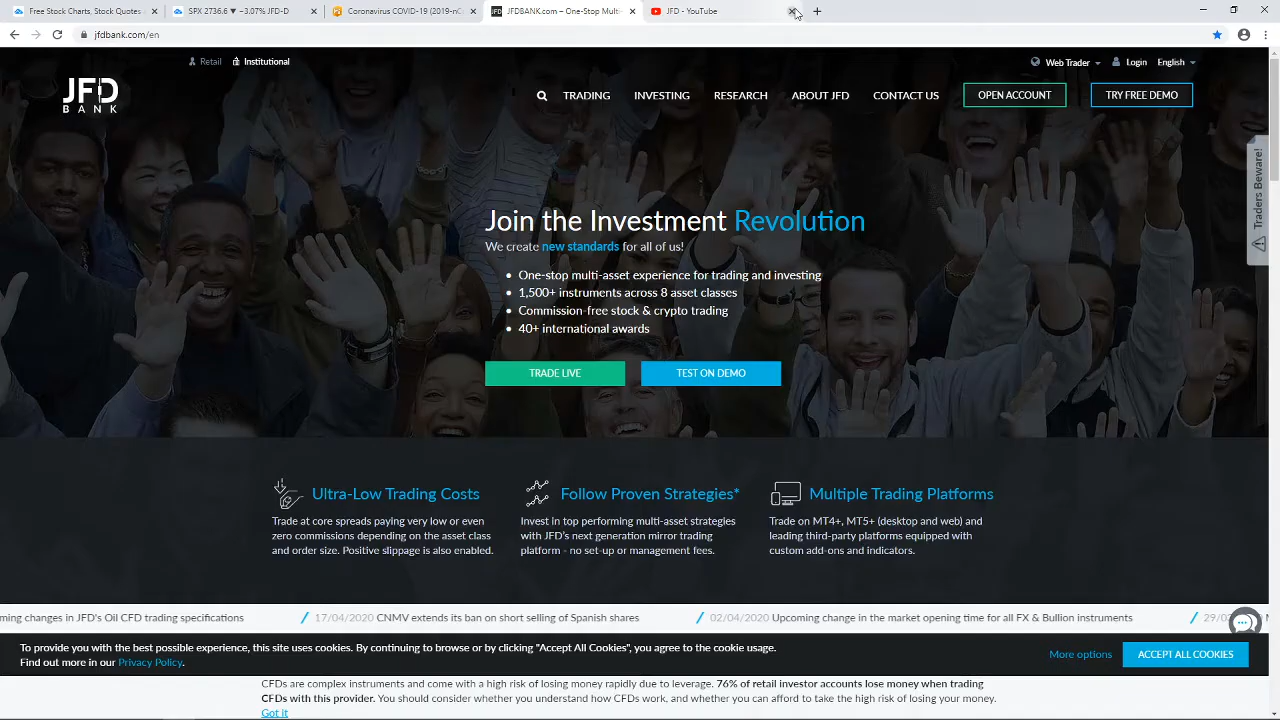 Free Stock Charts, Stock Quotes
SPX 2736.6 ▼ −3.07% JFD-D
Coronavirus COVID-19 (2019-nC
JFDBANK.com – One-Stop Multi-
JFD - YouTube
jfdbank.com/en
Retail
Institutional
Web Trader
Login
English
JFD
BANK
TRADING
INVESTING
RESEARCH
ABOUT JFD
CONTACT US
OPEN ACCOUNT
TRY FREE DEMO
Traders Beware!
Join the Investment Revolution
We create new standards for all of us!
• One-stop multi-asset experience for trading and investing
• 1,500+ instruments across 8 asset classes
• Commission-free stock & crypto trading
• 40+ international awards
TRADE LIVE
TEST ON DEMO
Ultra-Low Trading Costs
Trade at core spreads paying very low or even
zero commissions depending on the asset class
and order size. Positive slippage is also enabled.
Follow Proven Strategies*
Invest in top performing multi-asset strategies
with JFD's next generation mirror trading
platform - no set-up or management fees.
Multiple Trading Platforms
Trade on MT4+, MT5+ (desktop and web) and
leading third-party platforms equipped with
custom add-ons and indicators.
ming changes in JFD's Oil CFD trading specifications
17/04/2020 CNMV extends its ban on short selling of Spanish shares
02/04/2020 Upcoming change in the market opening time for all FX & Bullion instruments
To provide you with the best possible experience, this site uses cookies. By continuing to browse or by clicking "Accept All Cookies", you agree to the cookie usage.
Find out more in our Privacy Policy.
More options
ACCEPT ALL COOKIES
CFDs are complex instruments and come with a high risk of losing money rapidly due to leverage. 76% of retail investor accounts lose money when trading
CFDs with this provider. You should consider whether you understand how CFDs work, and whether you can afford to take the high risk of losing your money.
Got it